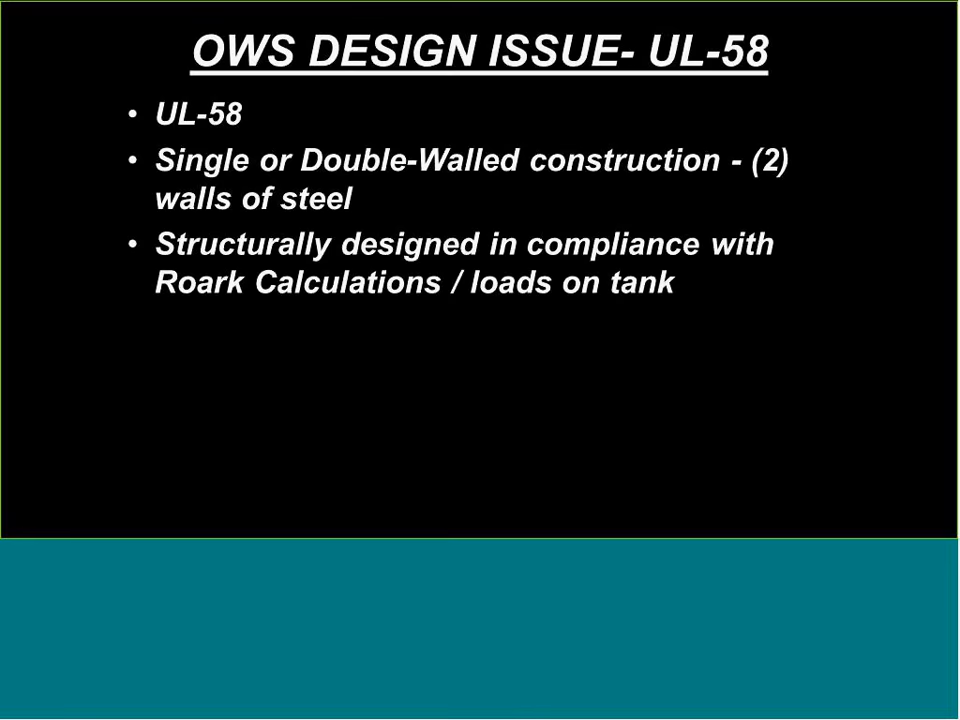 OWS DESIGN ISSUE- UL-58
• UL-58
• Single or Double-Walled construction - (2)
walls of steel
• Structurally designed in compliance with
Roark Calculations / loads on tank